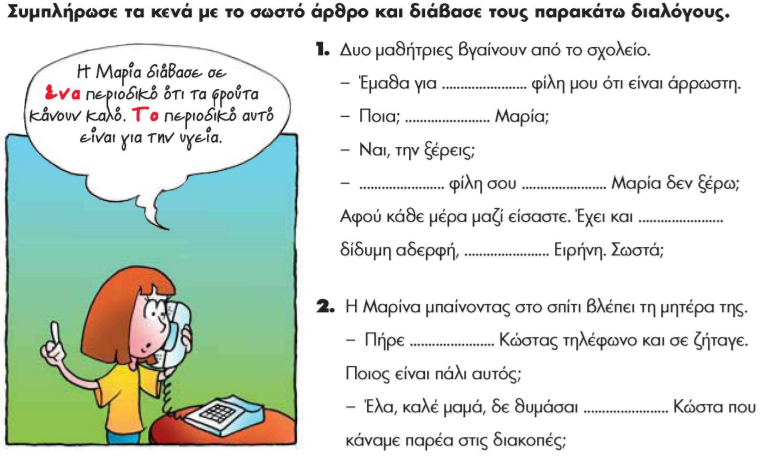 Συμπλήρωσε τα κενά με το σωστό άρθρο και διάβασε τους παρακάτω διαλόγους.
Η Μαρία διάβασε σε
ένα περιοδικό ότι τα φρούτα
κάνουν καλό. Το περιοδικό αυτό
είναι για την υγεία.
1. Δυο μαθήτριες βγαίνουν από το σχολείο.
– Έμαθα για ........................ φίλη μου ότι είναι άρρωστη.
– Ποια; ........................ Μαρία;
– Ναι, την ξέρεις;
– ........................ φίλη σου ........................ Μαρία δεν ξέρω;
Αφού κάθε μέρα μαζί είσαστε. Έχει και ........................
δίδυμη αδερφή, ........................ Ειρήνη. Σωστά;
2. Η Μαρίνα μπαίνοντας στο σπίτι βλέπει τη μητέρα της.
– Πήρε ........................ Κώστας τηλέφωνο και σε ζήταγε.
Ποιος είναι πάλι αυτός;
– Έλα, καλέ μαμά, δε θυμάσαι ........................ Κώστα που
κάναμε παρέα στις διακοπές;